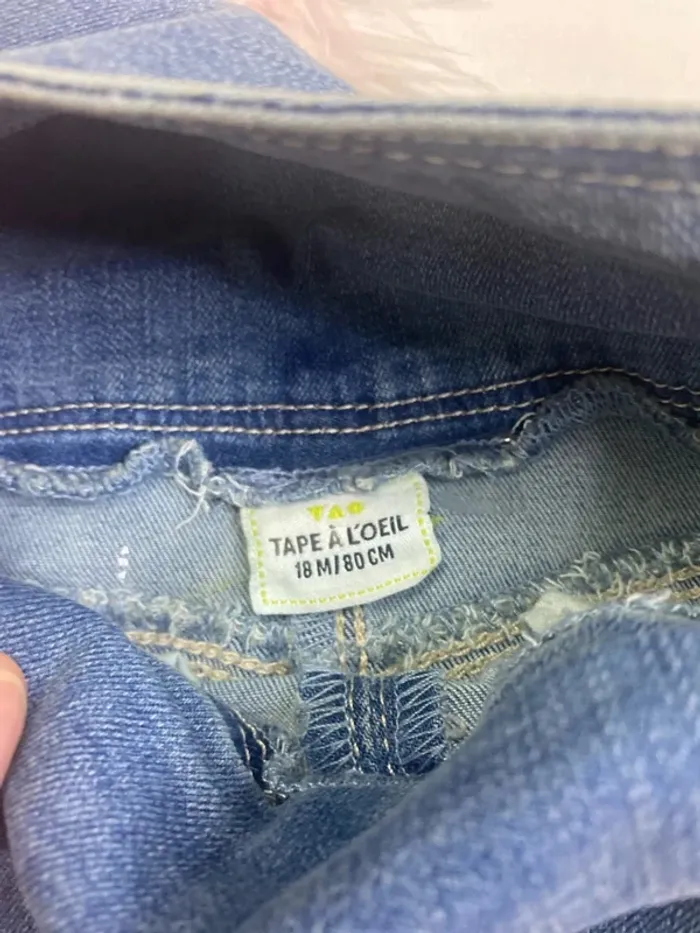 TAO
TAPE À L'OEIL
18 M/80 CM